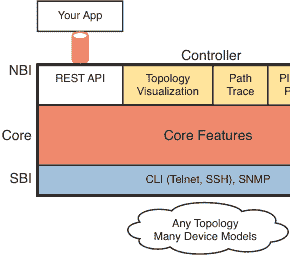 Your App
Controller
NBI
REST API
Topology
Visualization
Path
Trace
Core
Core Features
SBI
CLI (Telnet, SSH), SNMP
Any Topology
Many Device Models